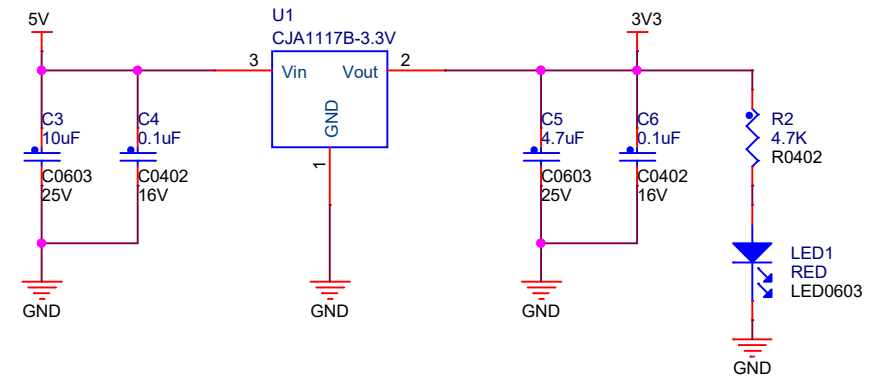 5V
U1
CJA1117B-3.3V
3V3
3
Vin
Vout
2
GND
1
C3
10uF
C0603
25V
C4
0.1uF
C0402
16V
C5
4.7uF
C0603
25V
C6
0.1uF
C0402
16V
R2
4.7K
R0402
LED1
RED
LED0603
GND
GND
GND
GND